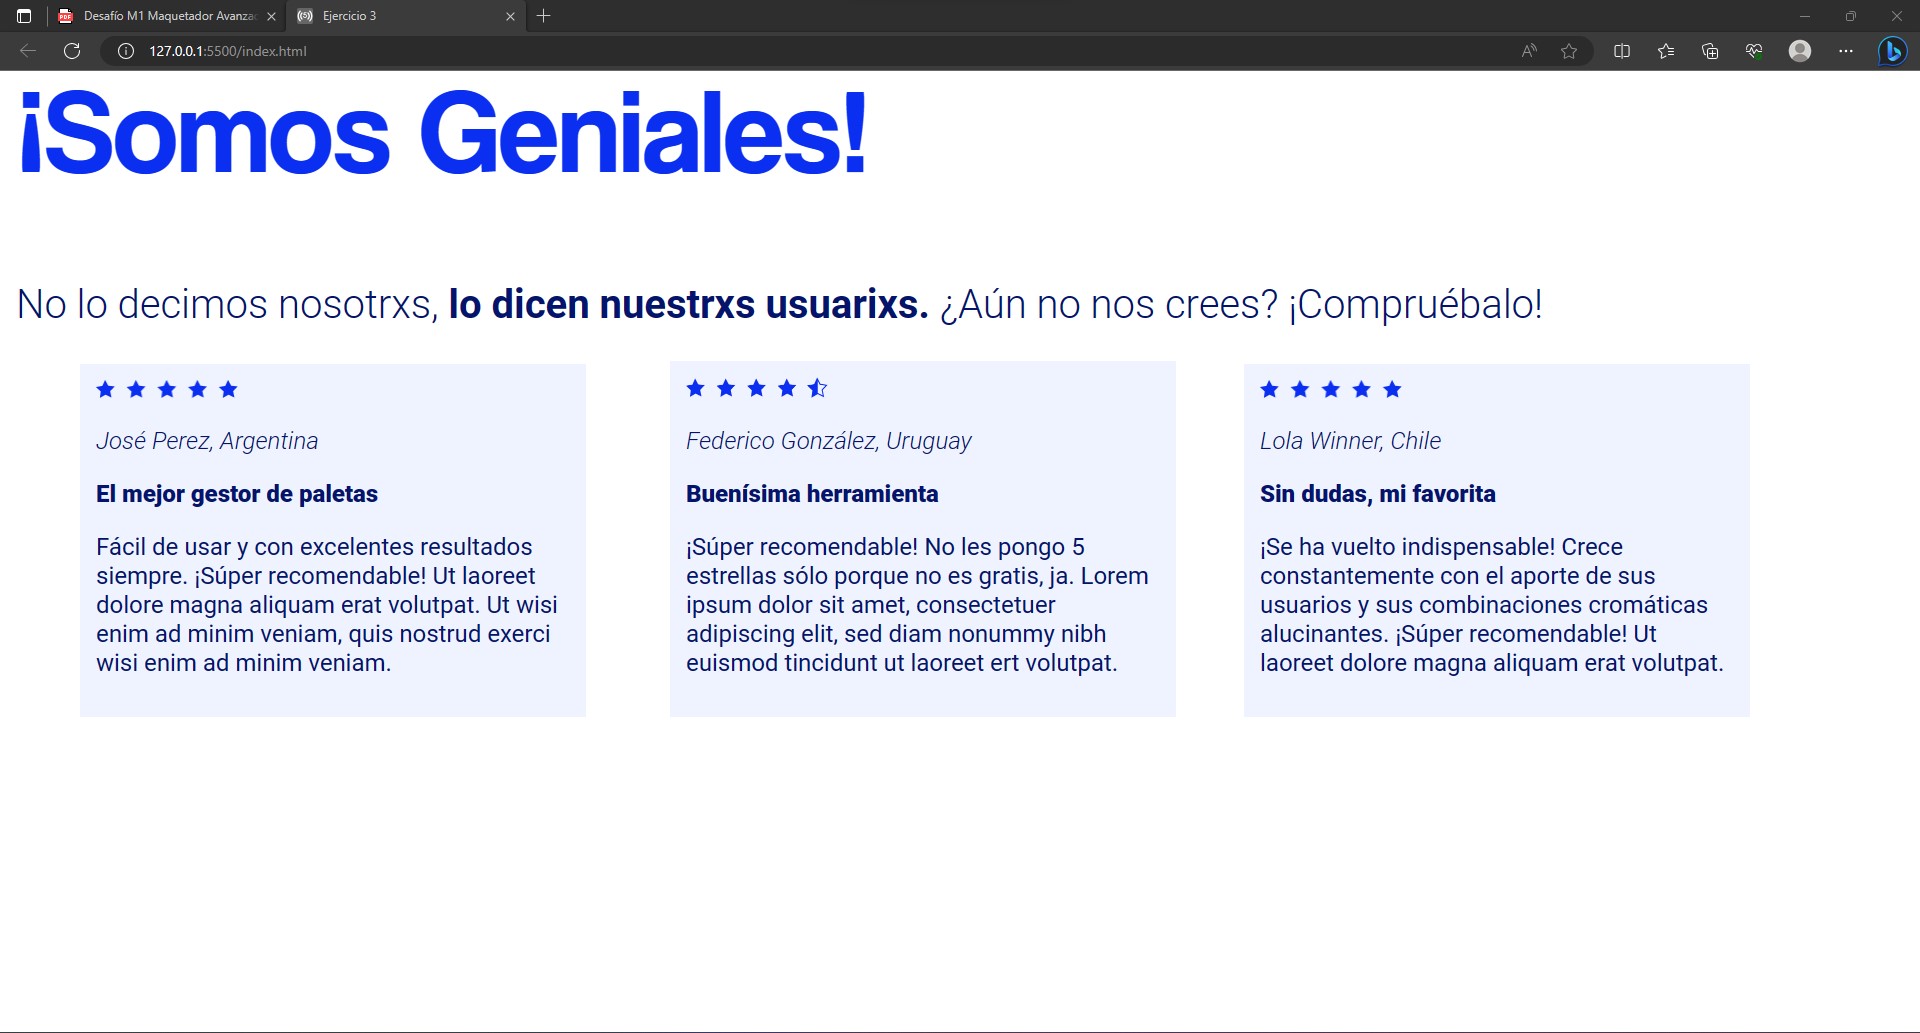 Desafío M1 Maquetador Avanzad
Ejercicio 3
127.0.0.1:5500/index.html
¡Somos Geniales!
No lo decimos nosotrxs, lo dicen nuestrxs usuarixs. ¿Aún no nos crees? ¡Compruébalo!
José Perez, Argentina
El mejor gestor de paletas
Fácil de usar y con excelentes resultados
siempre. ¡Súper recomendable! Ut laoreet
dolore magna aliquam erat volutpat. Ut wisi
enim ad minim veniam, quis nostrud exerci
wisi enim ad minim veniam.
Federico González, Uruguay
Buenísima herramienta
¡Súper recomendable! No les pongo 5
estrellas sólo porque no es gratis, ja. Lorem
ipsum dolor sit amet, consectetuer
adipiscing elit, sed diam nonummy nibh
euismod tincidunt ut laoreet ert volutpat.
Lola Winner, Chile
Sin dudas, mi favorita
¡Se ha vuelto indispensable! Crece
constantemente con el aporte de sus
usuarios y sus combinaciones cromáticas
alucinantes. ¡Súper recomendable! Ut
laoreet dolore magna aliquam erat volutpat.